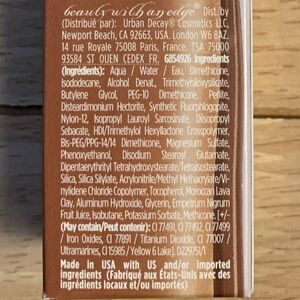 beauty with an edge® Dist. by
(Distribué par): Urban Decay® Cosmetics LLC,
Newport Beach, CA 92663, USA. London W6 8AZ.
14 rue Royale 75008 Paris, France. TSA 75000
93584 ST OUEN CEDEX FR. G854926 Ingredients
(Ingrédients): Aqua / Water / Eau, Dimethicone,
Isododecane, Alcohol Denat., Trimethylsiloxysilicate,
Butylene Glycol, PEG-10 Dimethicone, Perlite,
Disteardimonium Hectorite, Synthetic Fluorphlogopite,
Nylon-12, Isopropyl Lauroyl Sarcosinate, Diisopropyl
Sebacate, HDI/Trimethylol Hexyllactone Crosspolymer,
Bis-PEG/PPG-14/14 Dimethicone, Magnesium Sulfate,
Phenoxyethanol, Disodium Stearoyl Glutamate,
Dipentaerythrityl Tetrahydroxystearate/Tetraisostearate,
Silica, Silica Silylate, Acrylonitrile/Methyl Methacrylate/Vi-
nylidene Chloride Copolymer, Tocopherol, Moroccan Lava
Clay, Aluminum Hydroxide, Glycerin, Empetrum Nigrum
Fruit Juice, Isobutane, Potassium Sorbate, Methicone. [+/-
(May contain/Peut contenir): CI 77491, CI 77492, CI 77499
/ Iron Oxides, CI 77891 / Titanium Dioxide, CI 77007 /
Ultramarines, CI 15985 / Yellow 6 Lake]. D229751/1
Made in USA with US and/or imported
ingredients (Fabriqué aux États-Unis avec des
ingrédients locaux et/ou importés)